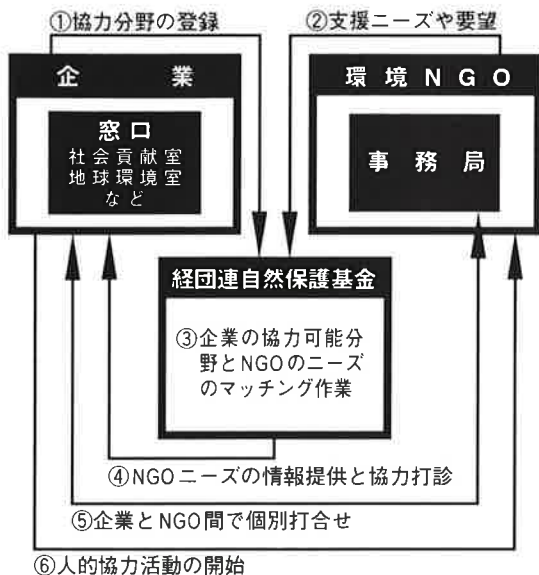 ①協力分野の登録
②支援ニーズや要望
企業
環境NGO
窓口
社会貢献室
地球環境室
など
事務局
経団連自然保護基金
③企業の協力可能分
野とNGOのニーズ
のマッチング作業
④NGOニーズの情報提供と協力打診
⑤企業とNGO間で個別打合せ
⑥人的協力活動の開始